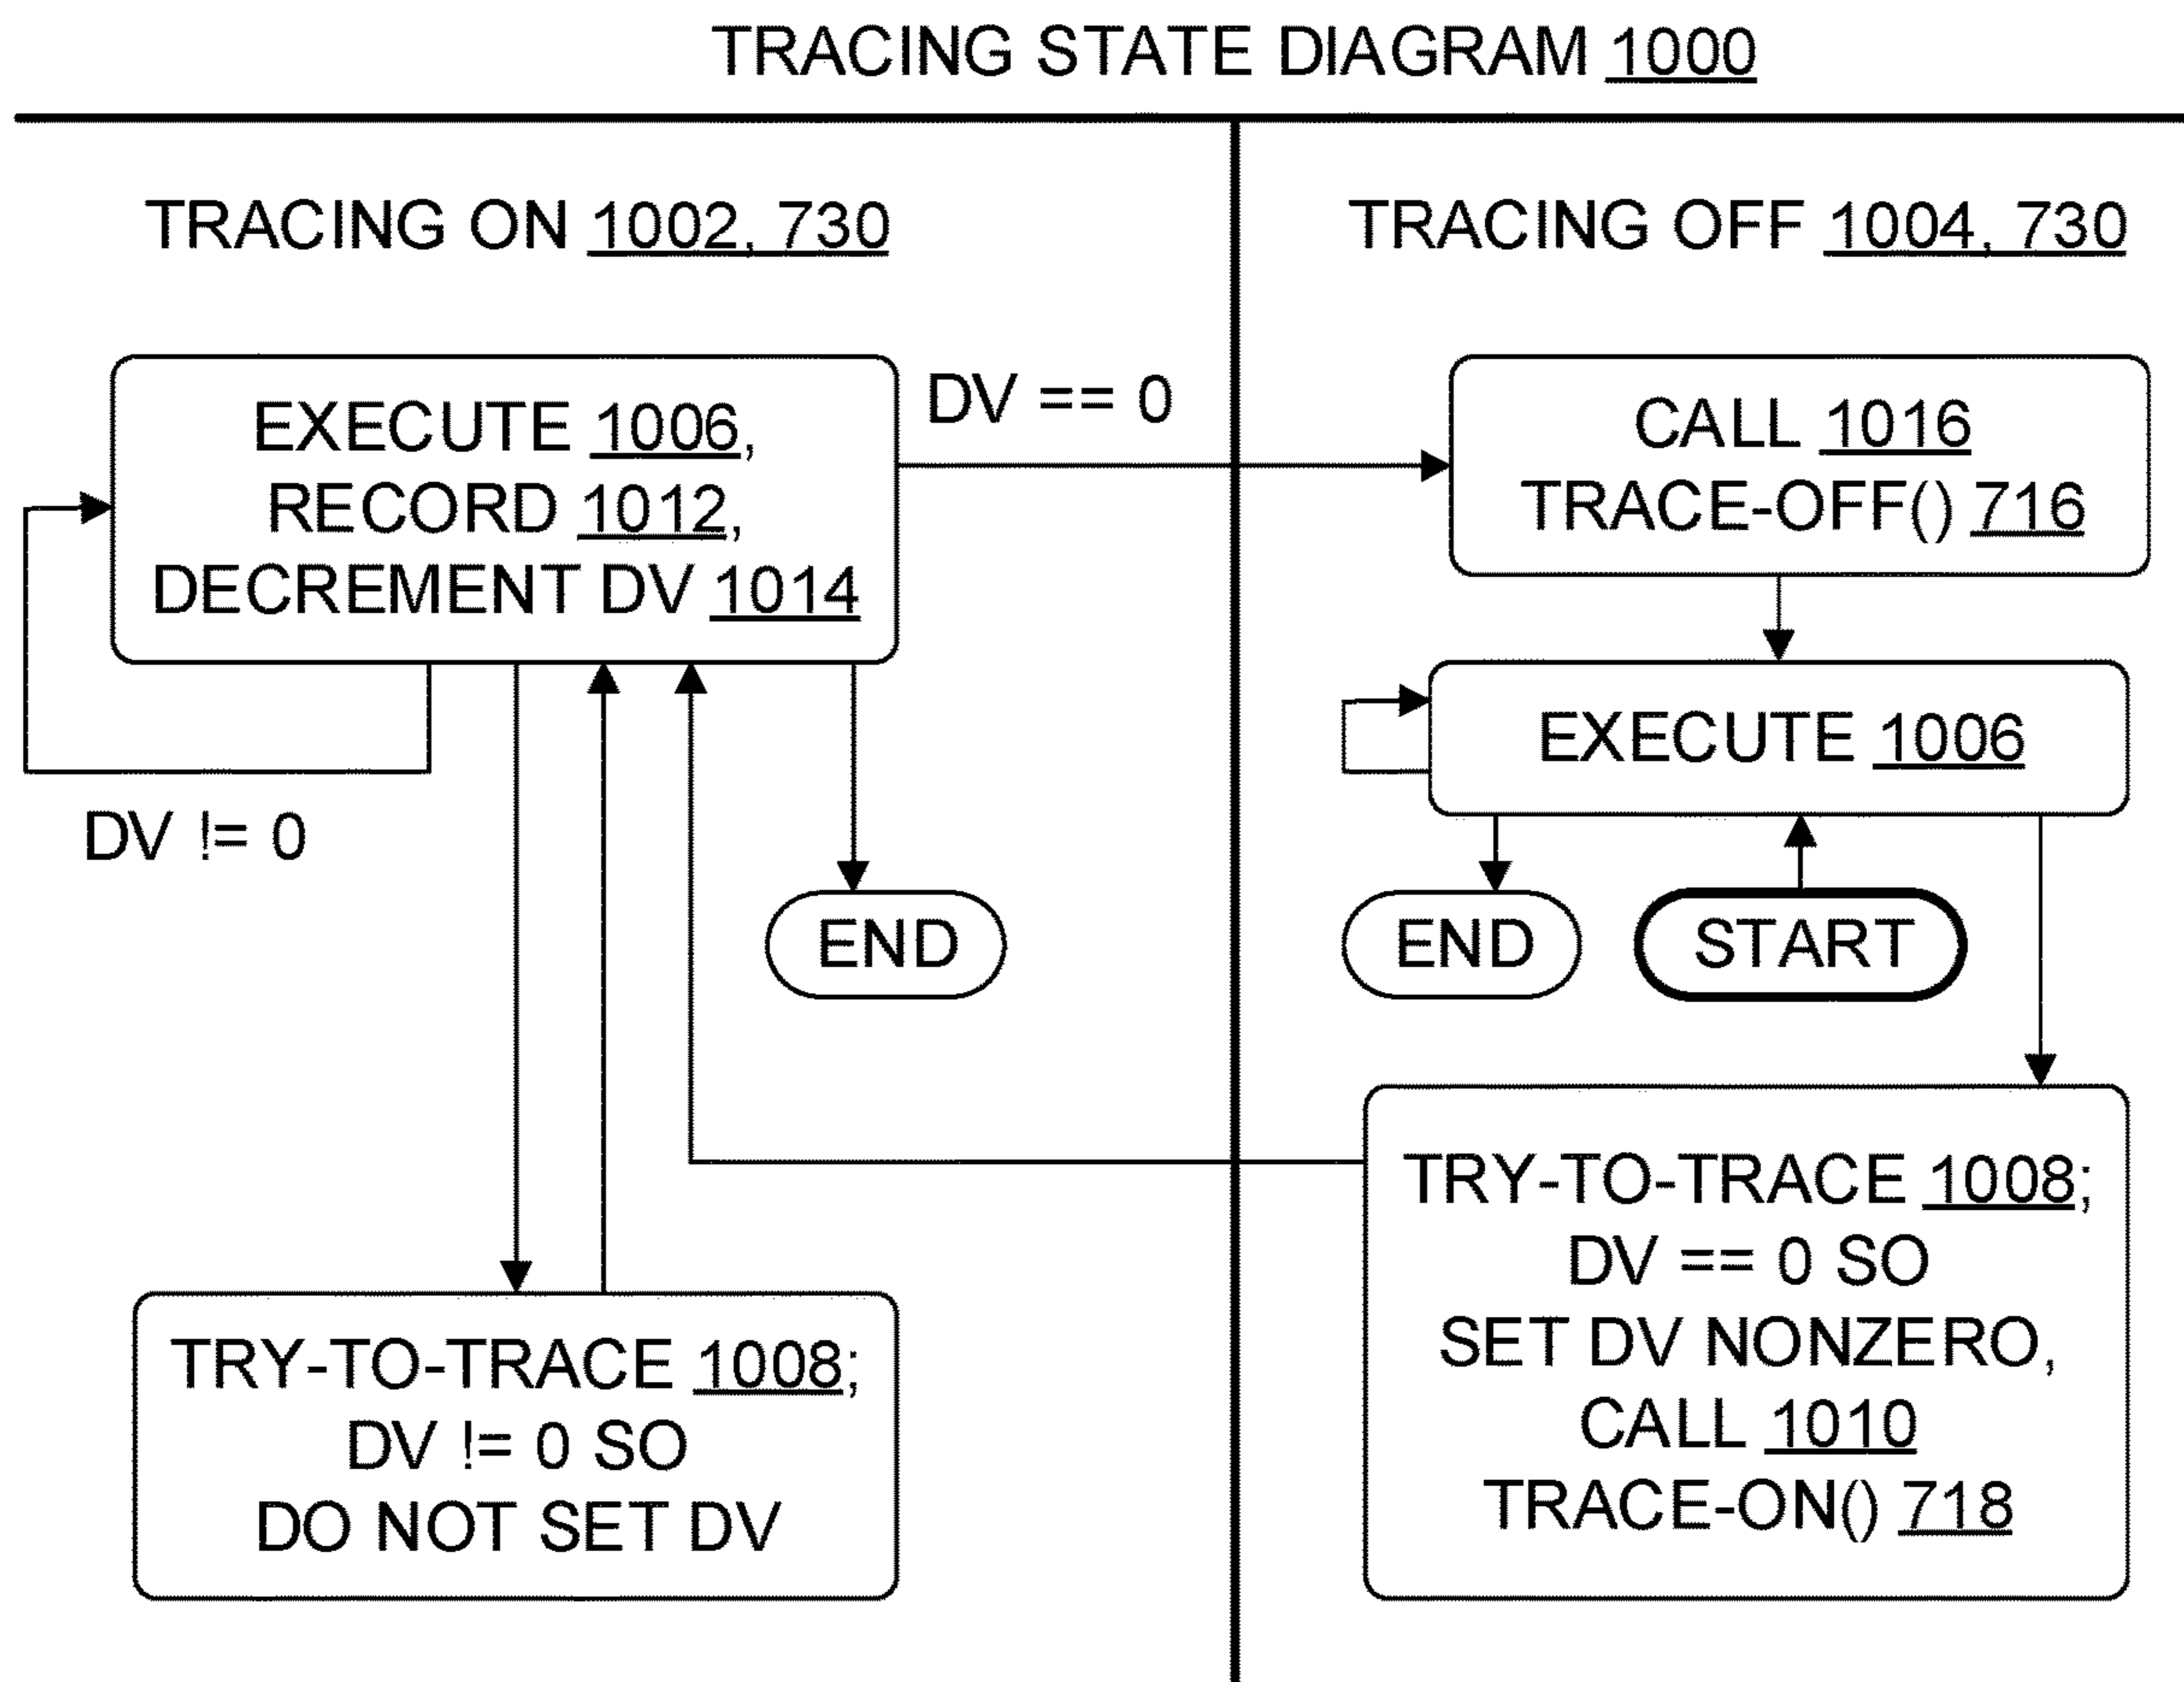 TRACING STATE DIAGRAM 1000
TRACING ON 1002, 730
TRACING OFF 1004, 730
EXECUTE 1006,
RECORD 1012,
DECREMENT DV 1014
DV == 0
CALL 1016
TRACE-OFF() 716
EXECUTE 1006
DV != 0
END
END
START
TRY-TO-TRACE 1008;
DV != 0 SO
DO NOT SET DV
TRY-TO-TRACE 1008;
DV == 0 SO
SET DV NONZERO,
CALL 1010
TRACE-ON() 718